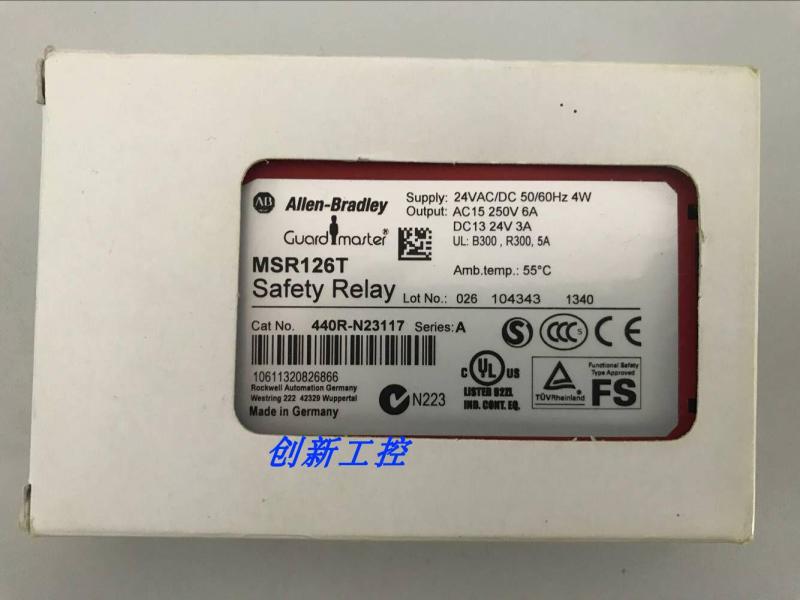 AB Allen-Bradley
Guardmaster®
MSR126T
Safety Relay
Supply: 24VAC/DC 50/60Hz 4W
Output: AC15 250V 6A
DC13 24V 3A
UL: B300 , R300, 5A
Amb.temp.: 55°C
Lot No.: 026 104343 1340
Cat No. 440R-N23117 Series: A
S CCC S CE
10611320826866
Rockwell Automation Germany
Westring 222 42329 Wuppertal
Made in Germany
N223
C UL US
LISTED 92ZL
IND. CONT. EQ.
TÜVRheinland
Functional Safety
Type Approved
FS
创新工控